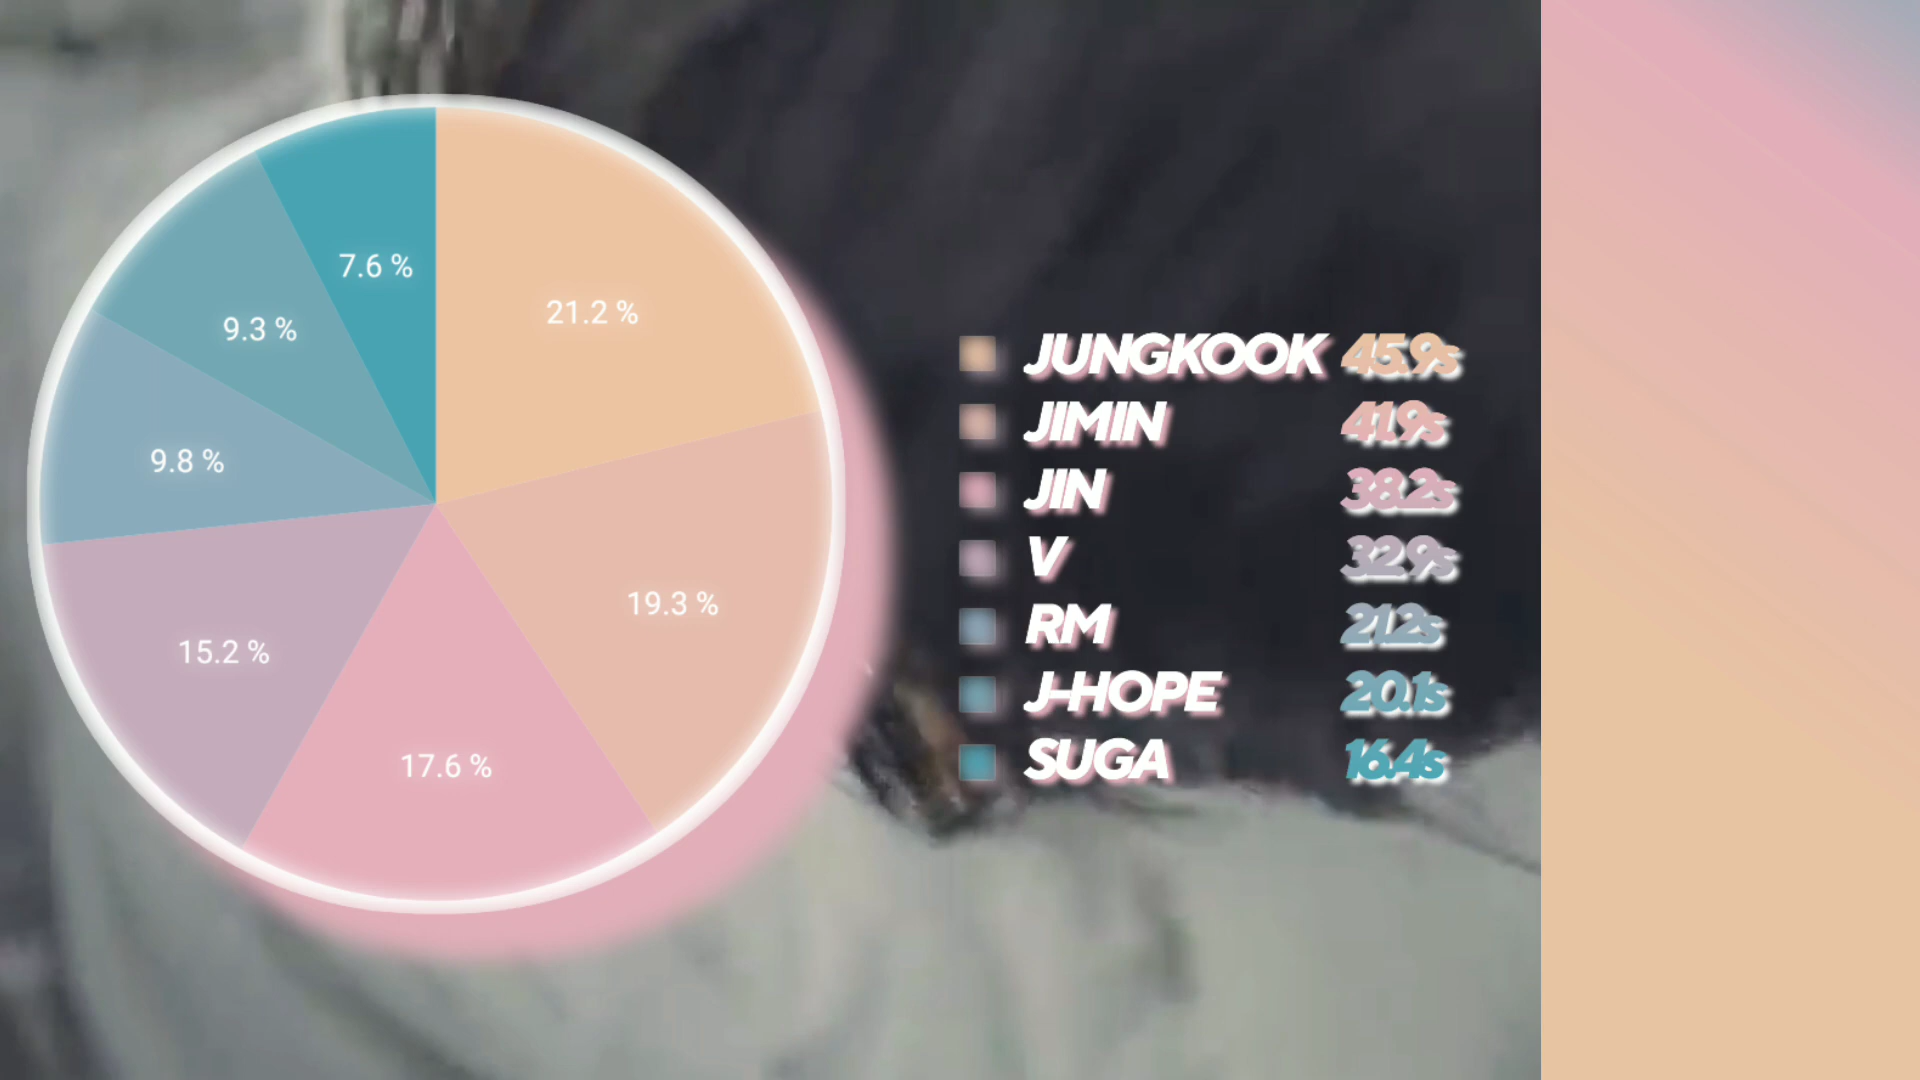 7.6 %
21.2 %
9.3 %
9.8 %
19.3 %
15.2 %
17.6 %
JUNGKOOK 45.9s
JIMIN 41.9s
JIN 38.2s
V 32.9s
RM 21.2s
J-HOPE 20.1s
SUGA 16.4s